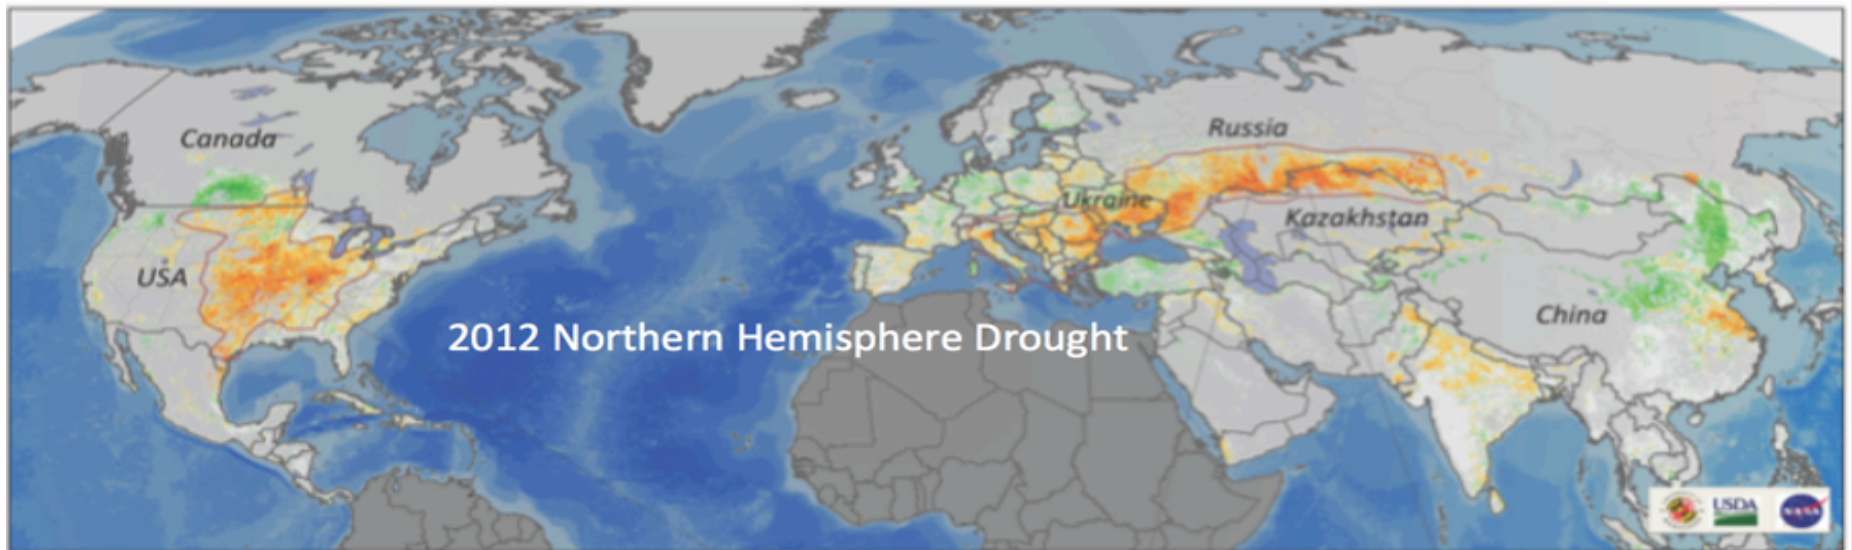 Canada
Russia
Ukraine
Kazakhstan
USA
China
2012 Northern Hemisphere Drought
USDA
NASA